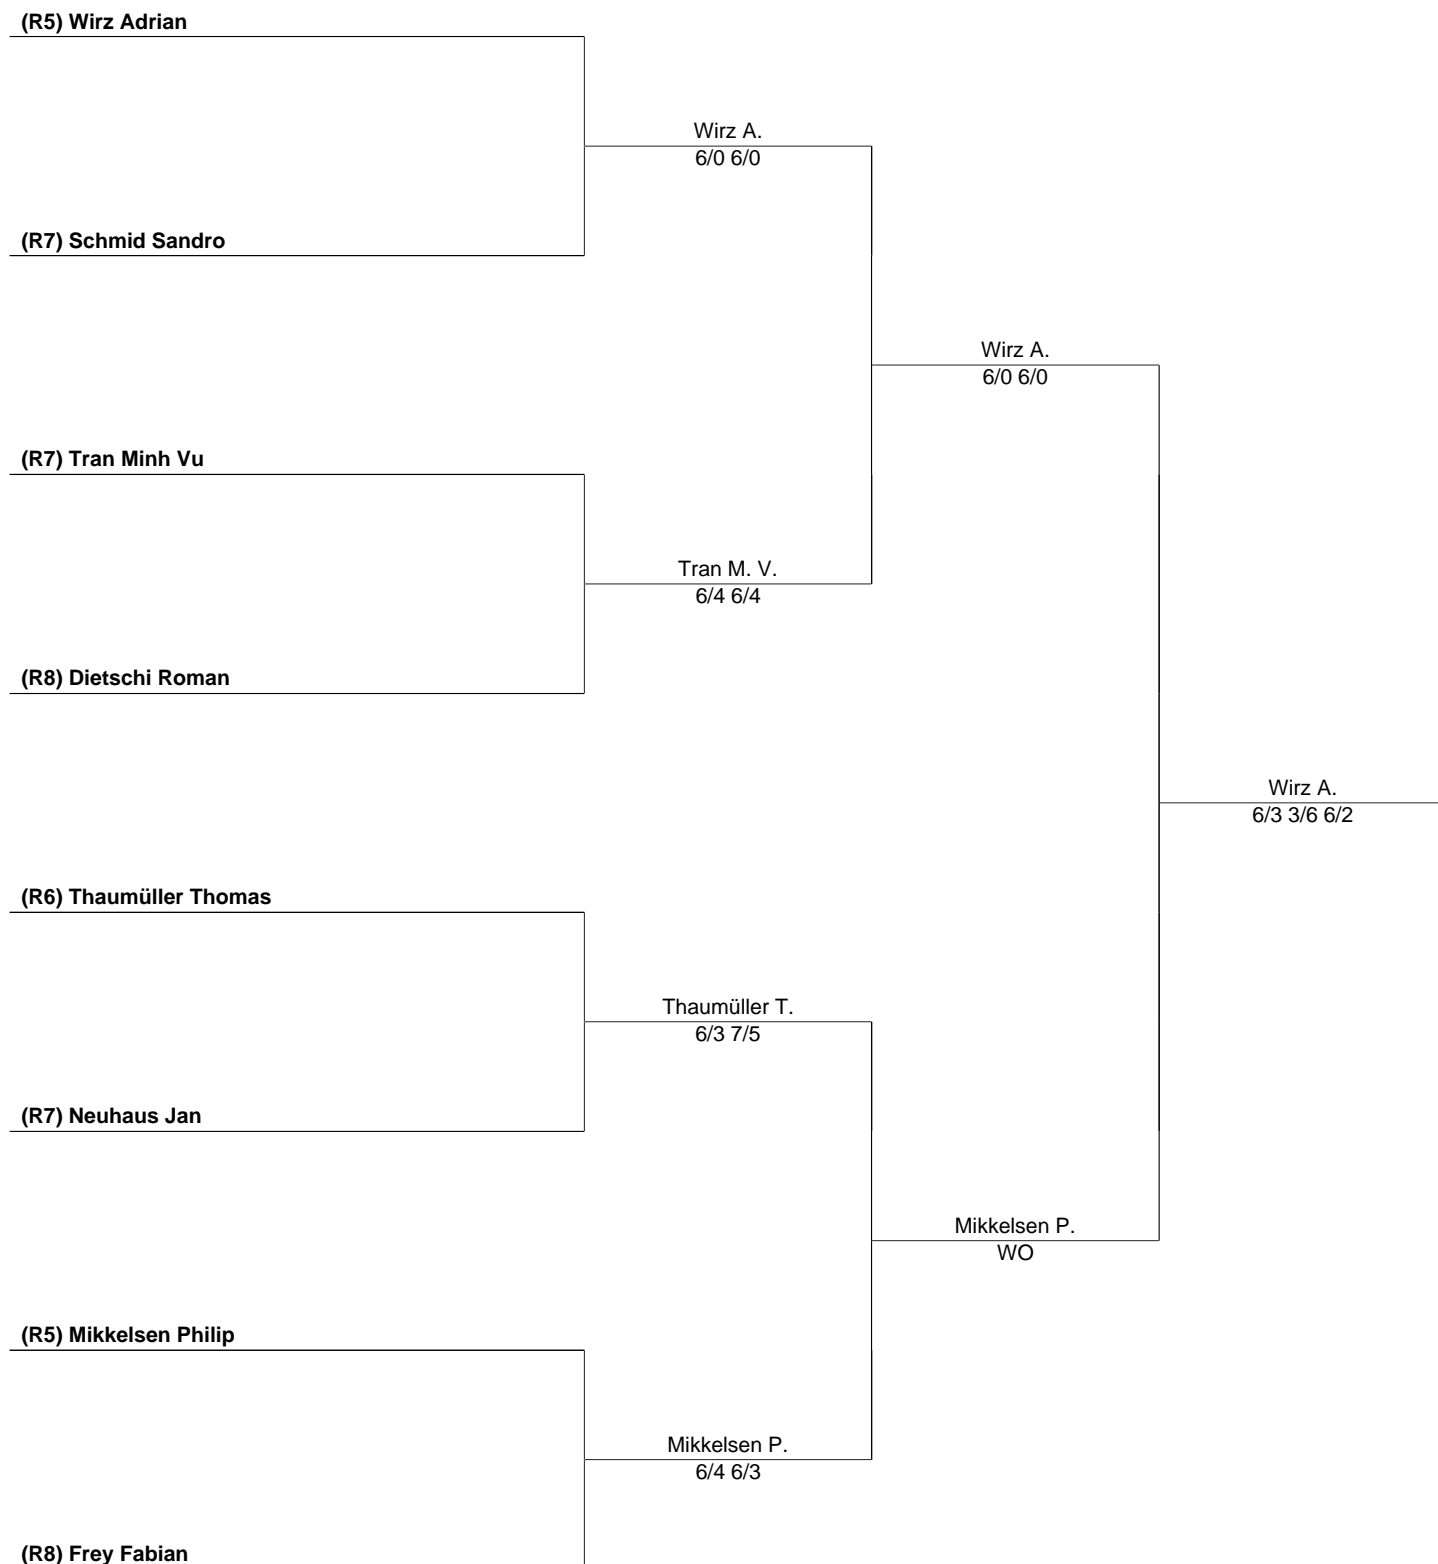 (R5) Wirz Adrian
Wirz A.
6/0 6/0
(R7) Schmid Sandro
Wirz A.
6/0 6/0
(R7) Tran Minh Vu
Tran M. V.
6/4 6/4
(R8) Dietschi Roman
Wirz A.
6/3 3/6 6/2
(R6) Thaumüller Thomas
Thaumüller T.
6/3 7/5
(R7) Neuhaus Jan
Mikkelsen P.
WO
(R5) Mikkelsen Philip
Mikkelsen P.
6/4 6/3
(R8) Frey Fabian